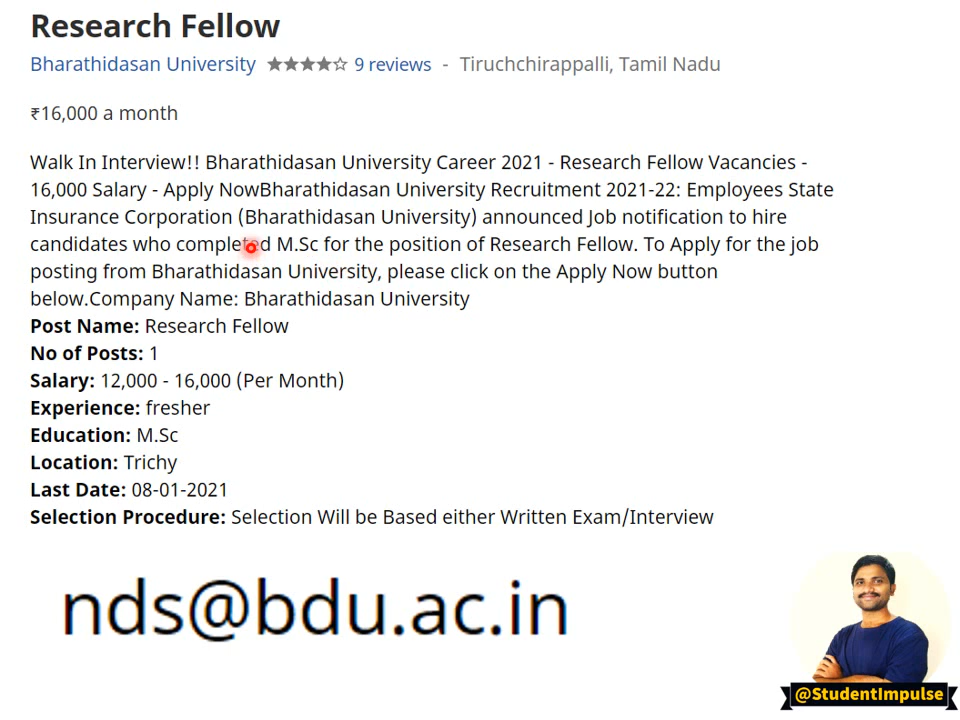 Research Fellow
Bharathidasan University ★★★★☆ 9 reviews - Tiruchchirappalli, Tamil Nadu
₹16,000 a month
Walk In Interview!! Bharathidasan University Career 2021 - Research Fellow Vacancies -
16,000 Salary - Apply NowBharathidasan University Recruitment 2021-22: Employees State
Insurance Corporation (Bharathidasan University) announced Job notification to hire
candidates who completed M.Sc for the position of Research Fellow. To Apply for the job
posting from Bharathidasan University, please click on the Apply Now button
below.Company Name: Bharathidasan University
Post Name: Research Fellow
No of Posts: 1
Salary: 12,000 - 16,000 (Per Month)
Experience: fresher
Education: M.Sc
Location: Trichy
Last Date: 08-01-2021
Selection Procedure: Selection Will be Based either Written Exam/Interview
nds@bdu.ac.in
@StudentImpulse